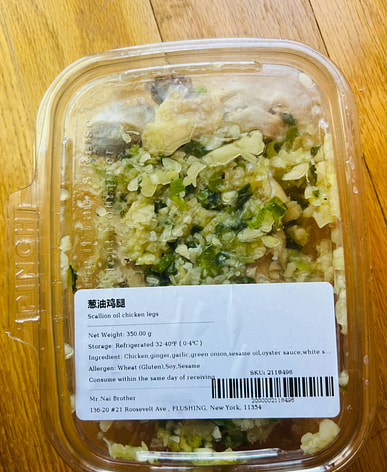 葱油鸡腿
Scallion oil chicken legs
Net Weight: 350.00 g
Storage: Refrigerated 32-40°F ( 0-4°C )
Ingredient: Chicken,ginger,garlic,green onion,sesame oil,oyster sauce,white s...
Allergen: Wheat (Gluten),Soy,Sesame
Consume within the same day of receiving
SKU: 2118496
Mr.Nai Brother
2000002118496
136-20 #21 Roosevelt Ave , FLUSHING, New York, 11354